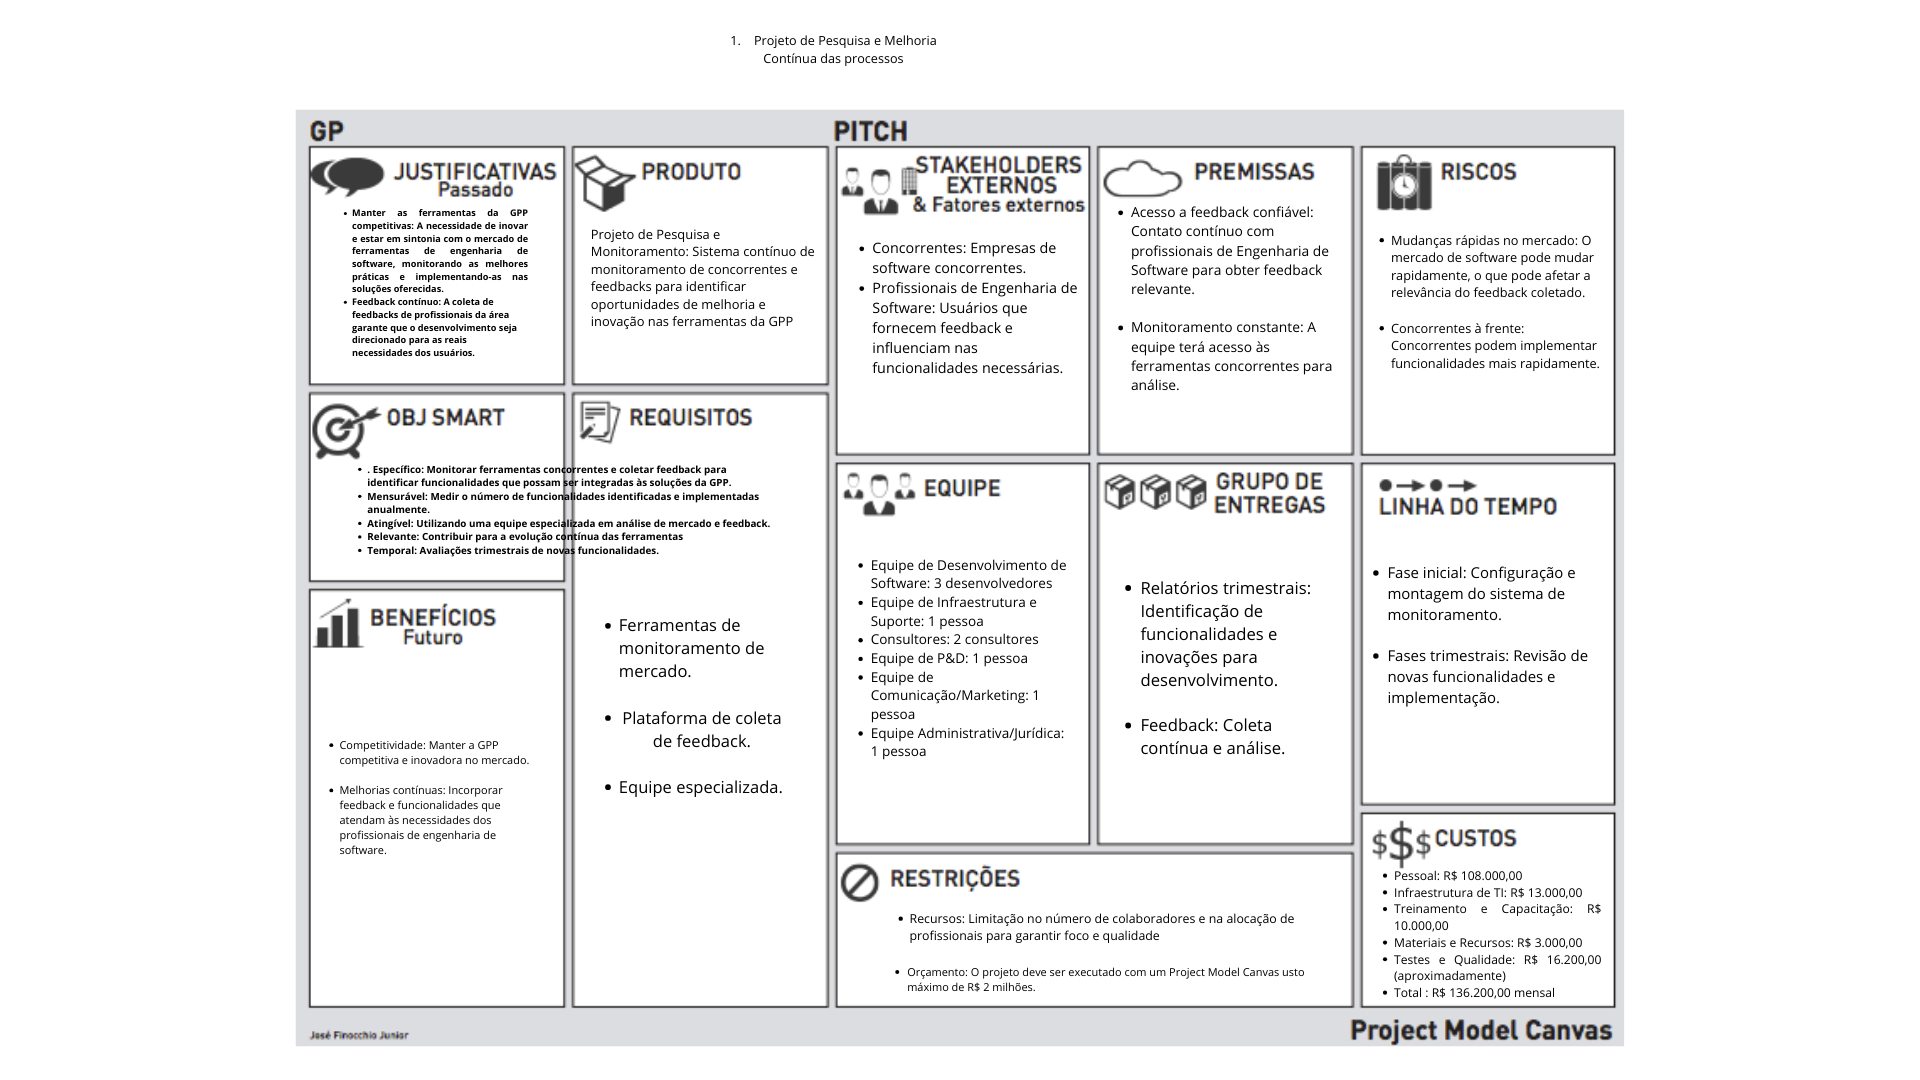 1. Projeto de Pesquisa e Melhoria
Contínua das processos
GP
PITCH
JUSTIFICATIVAS
Passado
• Manter as ferramentas da GPP
competitivas: A necessidade de inovar
e estar em sintonia com o mercado de
ferramentas de engenharia de
software, monitorando as melhores
práticas e implementando-as nas
soluções oferecidas.
• Feedback contínuo: A coleta de
feedbacks de profissionais da área
garante que o desenvolvimento seja
direcionado para as reais
necessidades dos usuários.
PRODUTO
Projeto de Pesquisa e
Monitoramento: Sistema contínuo de
monitoramento de concorrentes e
feedbacks para identificar
oportunidades de melhoria e
inovação nas ferramentas da GPP
STAKEHOLDERS
EXTERNOS
& Fatores externos
• Concorrentes: Empresas de
software concorrentes.
• Profissionais de Engenharia de
Software: Usuários que
fornecem feedback e
influenciam nas
funcionalidades necessárias.
PREMISSAS
• Acesso a feedback confiável:
Contato contínuo com
profissionais de Engenharia de
Software para obter feedback
relevante.
• Monitoramento constante: A
equipe terá acesso às
ferramentas concorrentes para
análise.
RISCOS
• Mudanças rápidas no mercado: O
mercado de software pode mudar
rapidamente, o que pode afetar a
relevância do feedback coletado.
• Concorrentes à frente:
Concorrentes podem implementar
funcionalidades mais rapidamente.
OBJ SMART
• . Específico: Monitorar ferramentas concorrentes e coletar feedback para
identificar funcionalidades que possam ser integradas às soluções da GPP.
• Mensurável: Medir o número de funcionalidades identificadas e implementadas
anualmente.
• Atingível: Utilizando uma equipe especializada em análise de mercado e feedback.
• Relevante: Contribuir para a evolução contínua das ferramentas
• Temporal: Avaliações trimestrais de novas funcionalidades.
REQUISITOS
• Ferramentas de
monitoramento de
mercado.
• Plataforma de coleta
de feedback.
• Equipe especializada.
BENEFÍCIOS
Futuro
• Competitividade: Manter a GPP
competitiva e inovadora no mercado.
• Melhorias contínuas: Incorporar
feedback e funcionalidades que
atendam às necessidades dos
profissionais de engenharia de
software.
EQUIPE
• Equipe de Desenvolvimento de
Software: 3 desenvolvedores
• Equipe de Infraestrutura e
Suporte: 1 pessoa
• Consultores: 2 consultores
• Equipe de P&D: 1 pessoa
• Equipe de
Comunicação/Marketing: 1
pessoa
• Equipe Administrativa/Jurídica:
1 pessoa
GRUPO DE
ENTREGAS
• Relatórios trimestrais:
Identificação de
funcionalidades e
inovações para
desenvolvimento.
• Feedback: Coleta
contínua e análise.
LINHA DO TEMPO
• Fase inicial: Configuração e
montagem do sistema de
monitoramento.
• Fases trimestrais: Revisão de
novas funcionalidades e
implementação.
RESTRIÇÕES
• Recursos: Limitação no número de colaboradores e na alocação de
profissionais para garantir foco e qualidade
• Orçamento: O projeto deve ser executado com um Project Model Canvas usto
máximo de R$ 2 milhões.
$$$ CUSTOS
• Pessoal: R$ 108.000,00
• Infraestrutura de TI: R$ 13.000,00
• Treinamento e Capacitação: R$
10.000,00
• Materiais e Recursos: R$ 3.000,00
• Testes e Qualidade: R$ 16.200,00
(aproximadamente)
• Total : R$ 136.200,00 mensal
José Finocchio Junior
Project Model Canvas